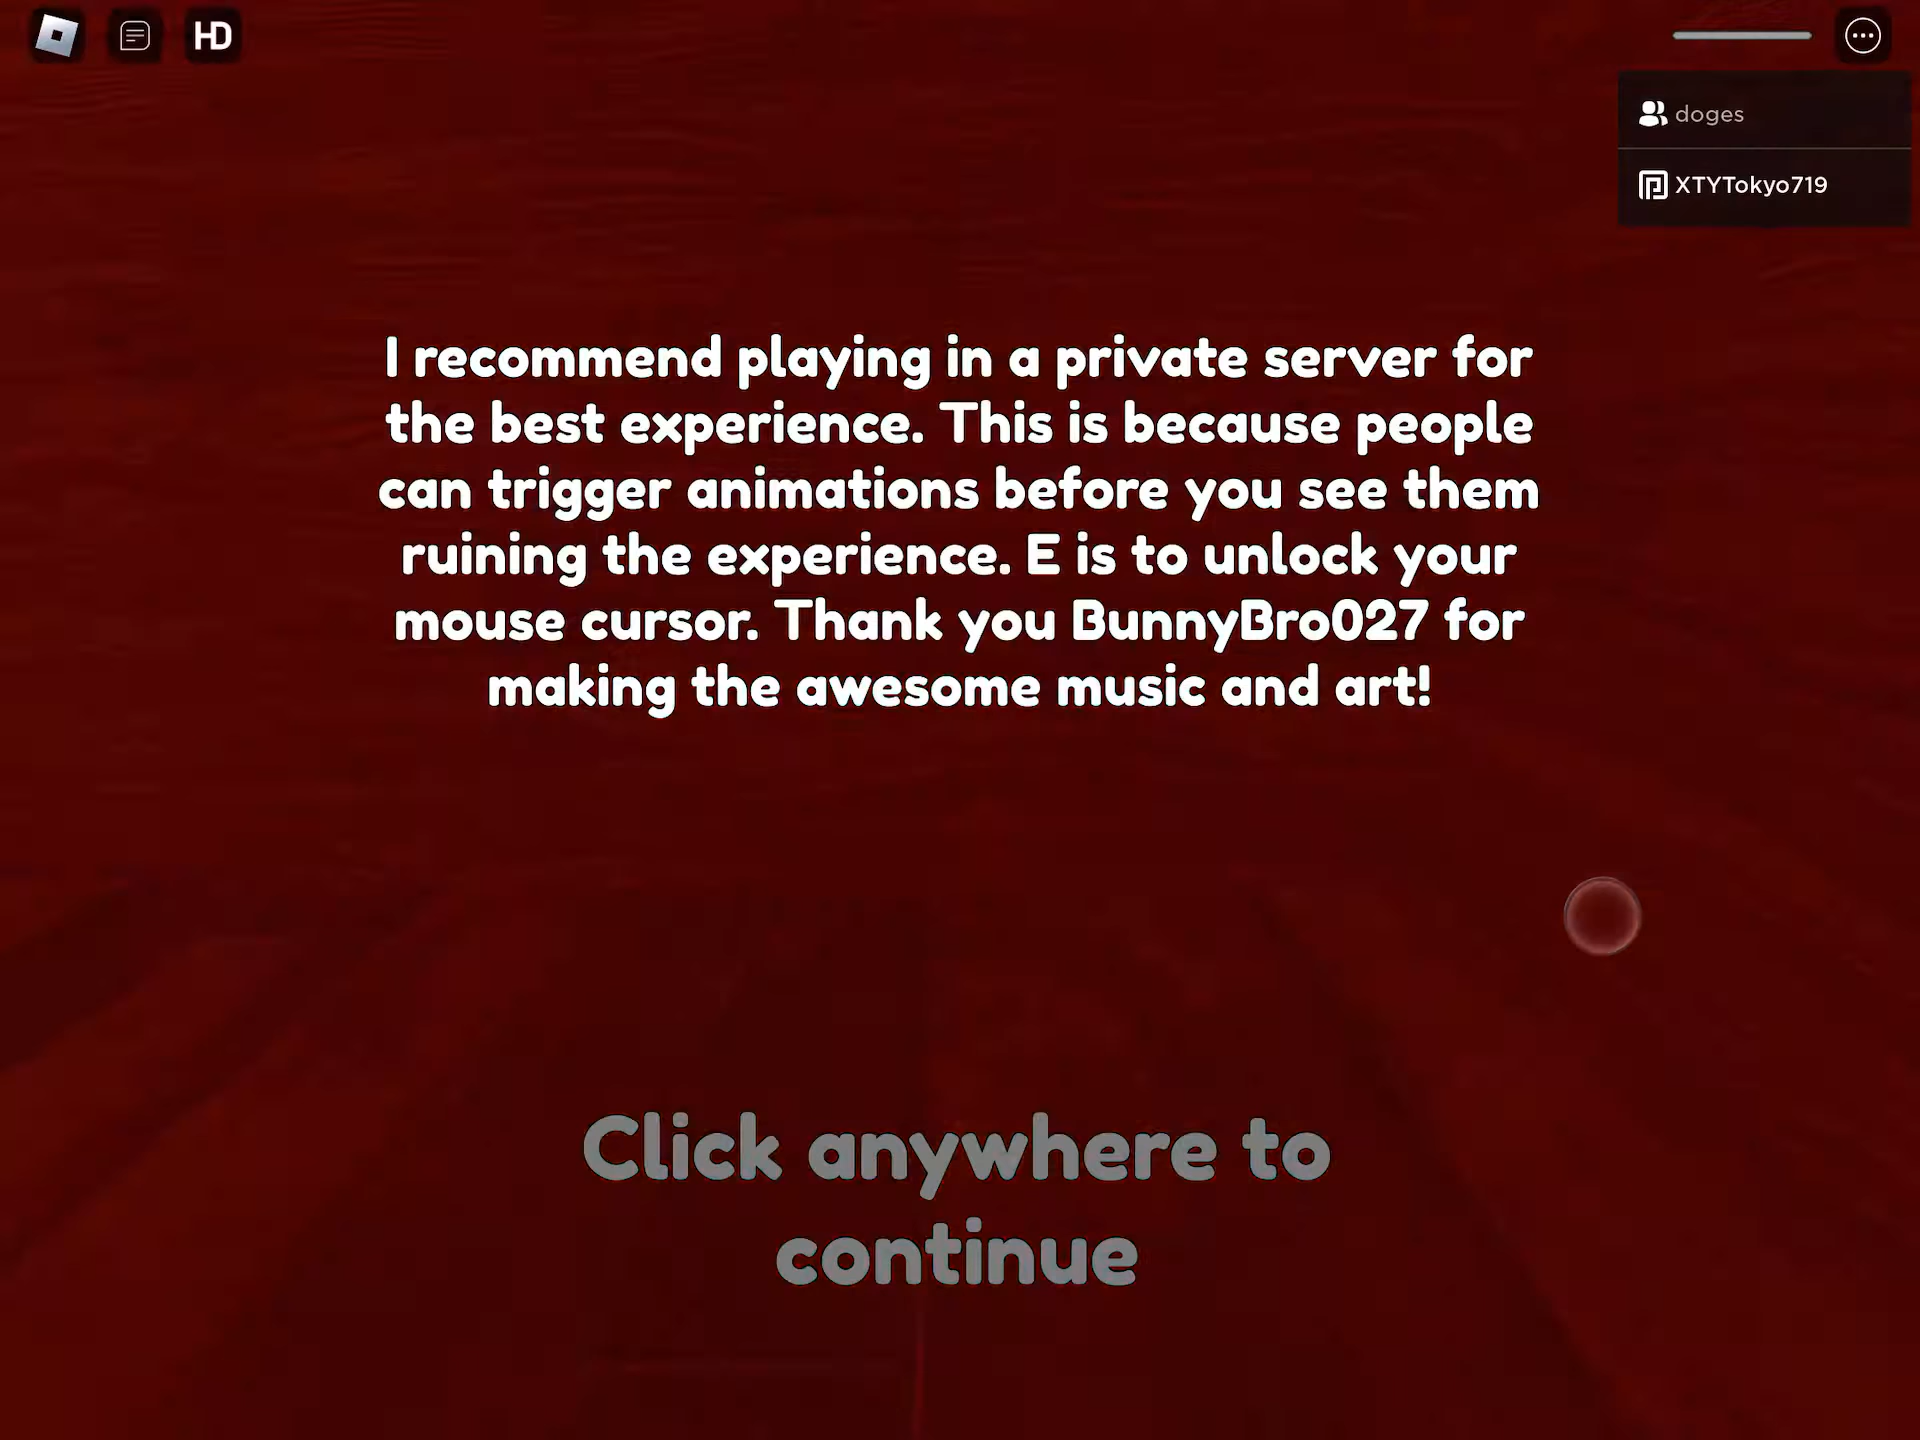 HD
doges
XTYTokyo719
I recommend playing in a private server for
the best experience. This is because people
can trigger animations before you see them
ruining the experience. E is to unlock your
mouse cursor. Thank you BunnyBro027 for
making the awesome music and art!
Click anywhere to
continue